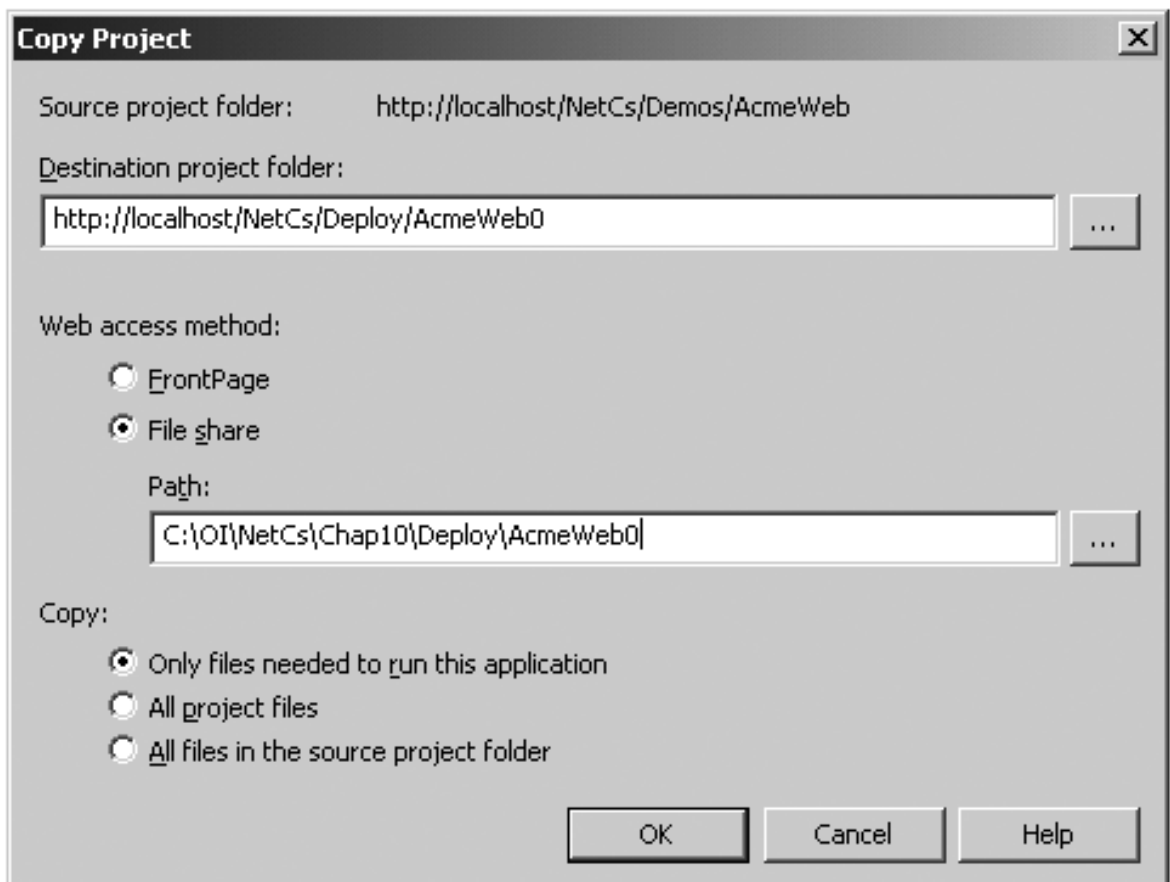 Copy Project
Source project folder: http://localhost/NetCs/Demos/AcmeWeb
Destination project folder:
http://localhost/NetCs/Deploy/AcmeWeb0
...
Web access method:
FrontPage
File share
Path:
C:\OI\NetCs\Chap10\Deploy\AcmeWeb0
...
Copy:
Only files needed to run this application
All project files
All files in the source project folder
OK Cancel Help